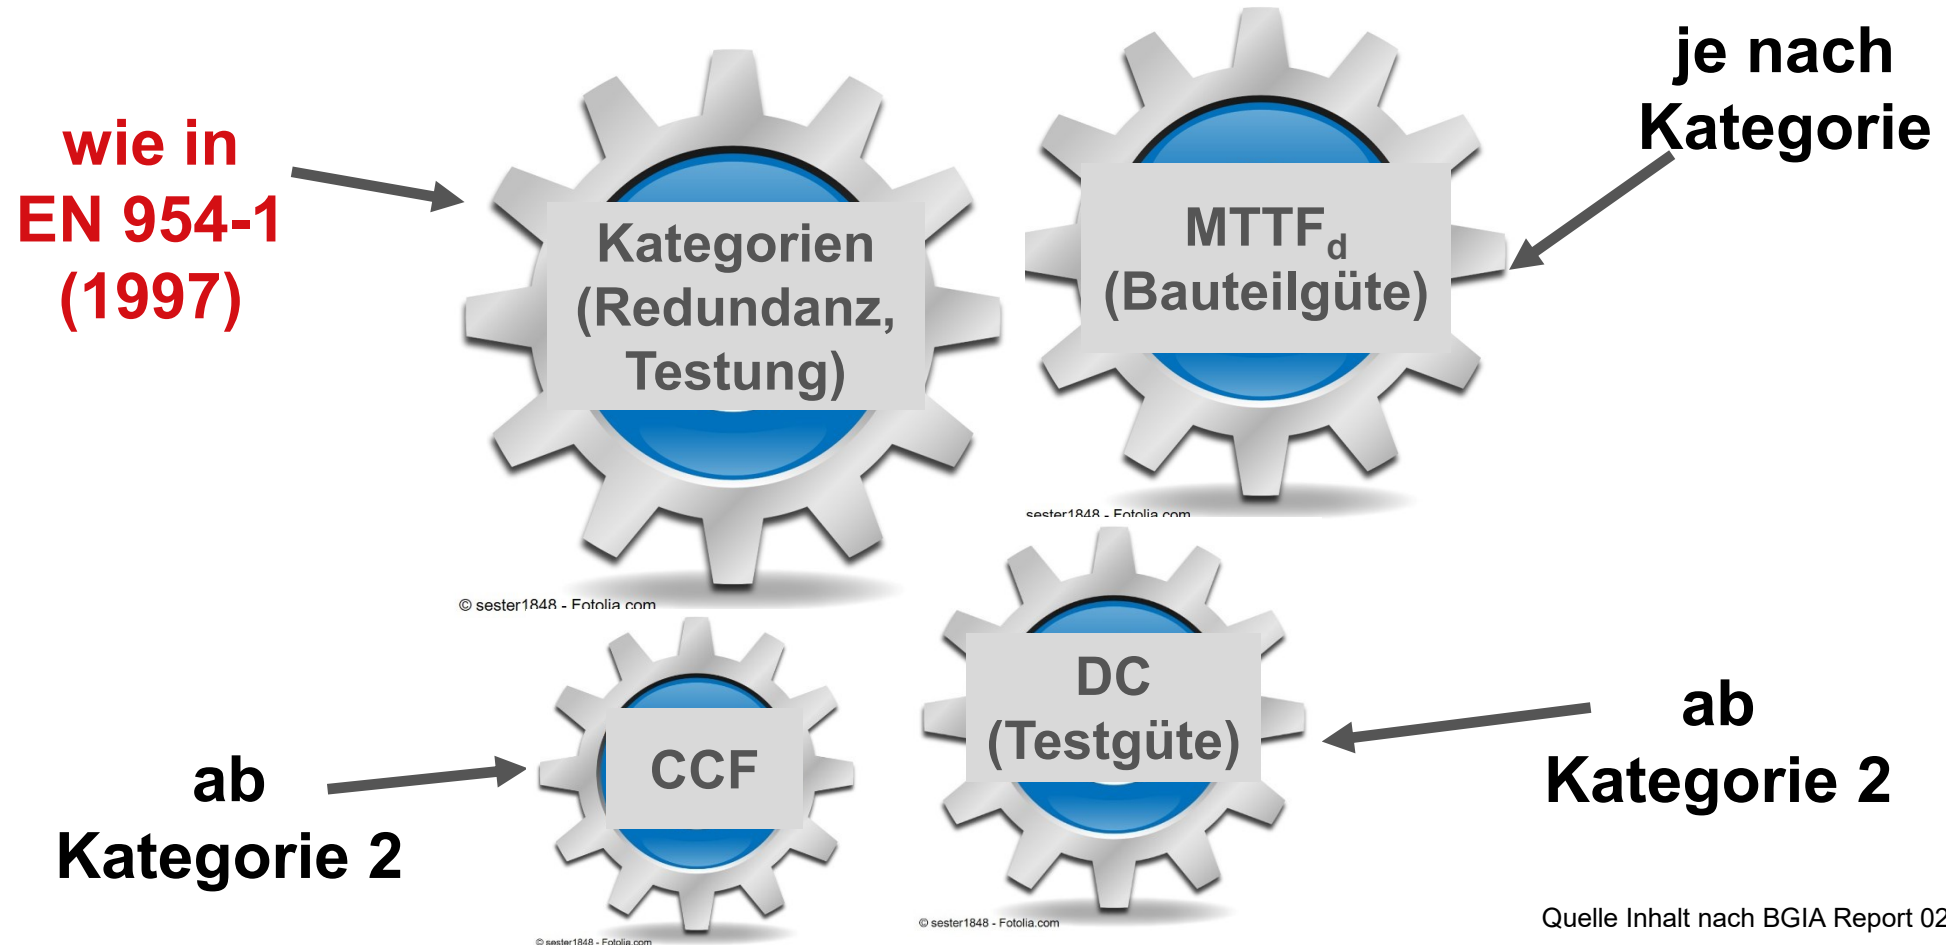 wie in
EN 954-1
(1997)
Kategorien
(Redundanz,
Testung)
© sester1848 - Fotolia.com
MTTFd
(Bauteilgüte)
sester1848 - Fotolia.com
je nach
Kategorie
ab
Kategorie 2
CCF
© sester1848 - Fotolia.com
DC
(Testgüte)
© sester1848 - Fotolia.com
ab
Kategorie 2
Quelle Inhalt nach BGIA Report 02